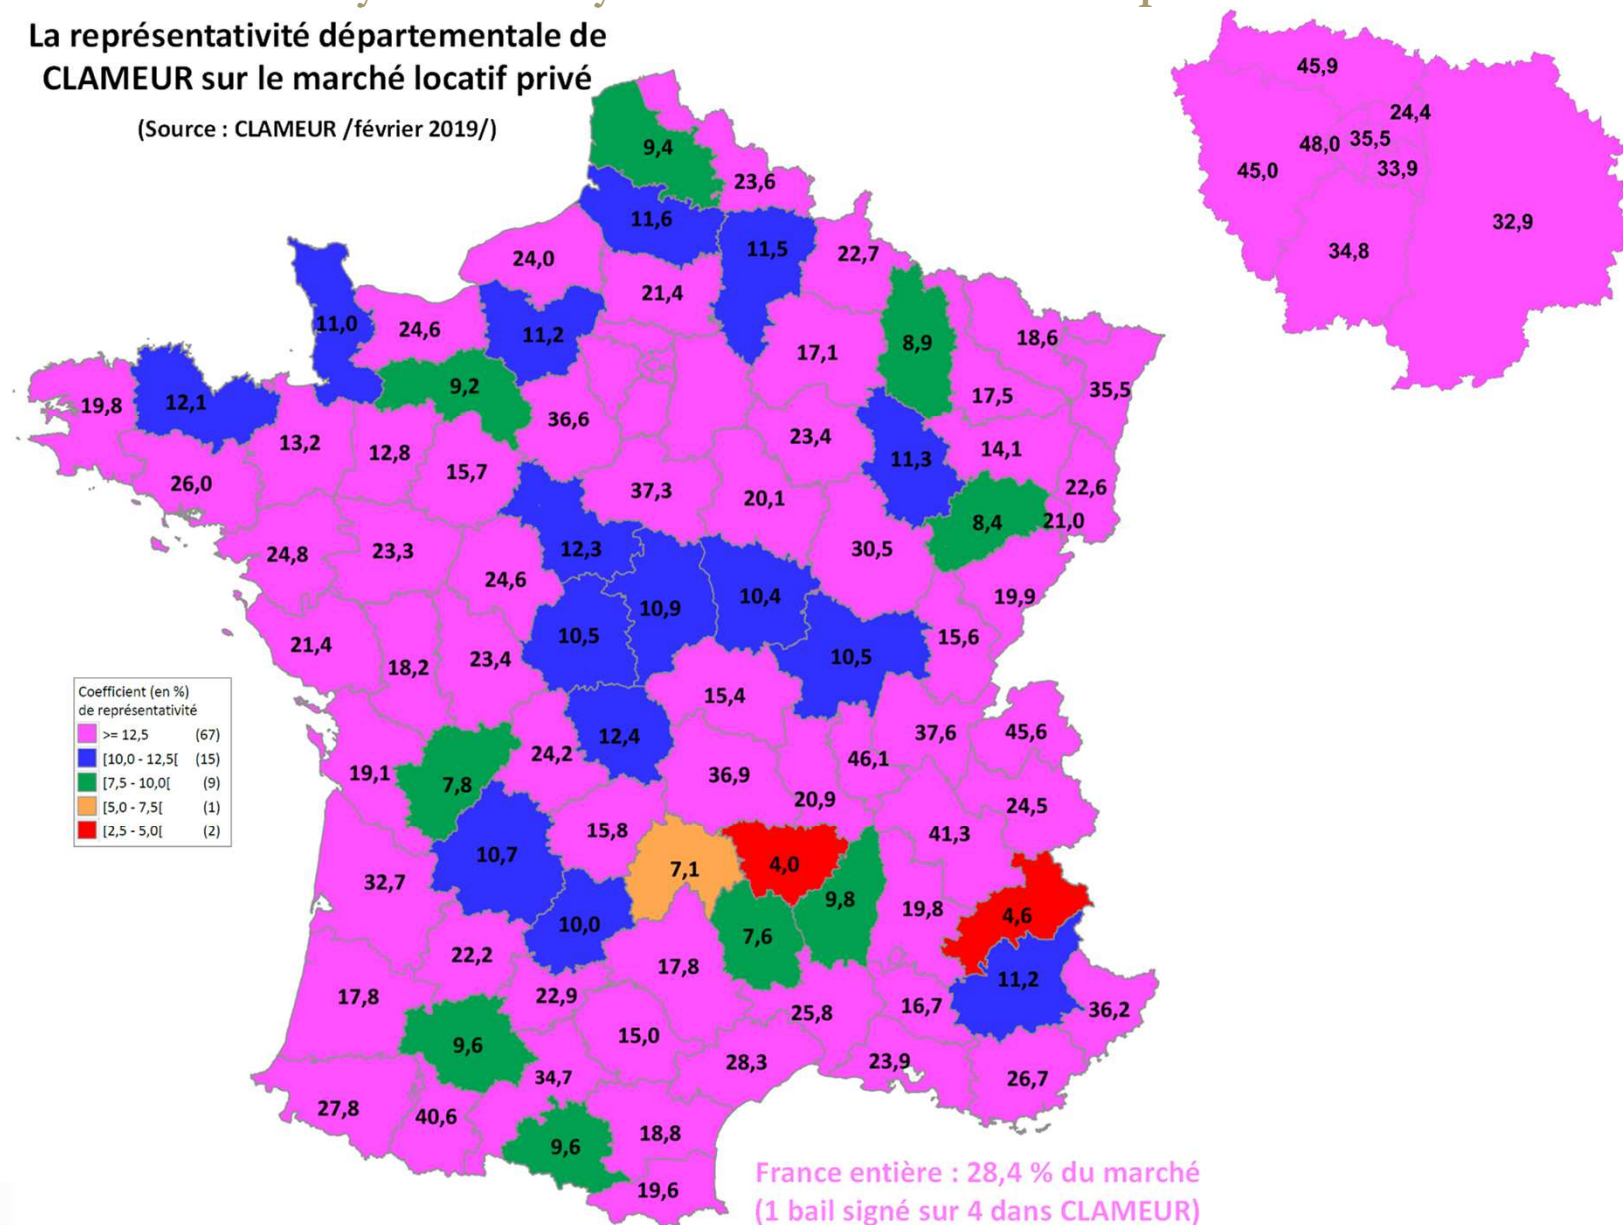 La représentativité départementale de
CLAMEUR sur le marché locatif privé
(Source : CLAMEUR /février 2019/)
45,9
24,4
48,0 35,5
45,0 33,9
32,9
34,8
9,4
23,6
11,6
11,5
24,0 22,7
21,4
11,0 24,6 11,2
8,9 18,6
17,1
19,8 12,1 9,2
36,6 17,5 35,5
13,2 12,8 23,4
14,1
15,7 11,3
26,0 37,3 20,1 22,6
8,4 21,0
24,8 23,3 12,3 30,5
24,6
10,9 10,4 19,9
21,4 10,5 15,6
18,2 23,4 10,5
15,4
12,4 37,6 45,6
24,2 46,1
19,1 7,8 36,9
20,9 24,5
15,8 41,3
10,7 7,1 4,0
32,7 9,8 19,8 4,6
10,0 7,6
22,2 17,8 11,2
17,8 22,9 16,7 36,2
25,8
9,6 15,0
28,3 23,9
34,7 26,7
27,8 40,6
9,6 18,8
19,6
Coefficient (en %)
de représentativité
>= 12,5 (67)
[10,0 - 12,5[ (15)
[7,5 - 10,0[ (9)
[5,0 - 7,5[ (1)
[2,5 - 5,0[ (2)
France entière : 28,4 % du marché
(1 bail signé sur 4 dans CLAMEUR)